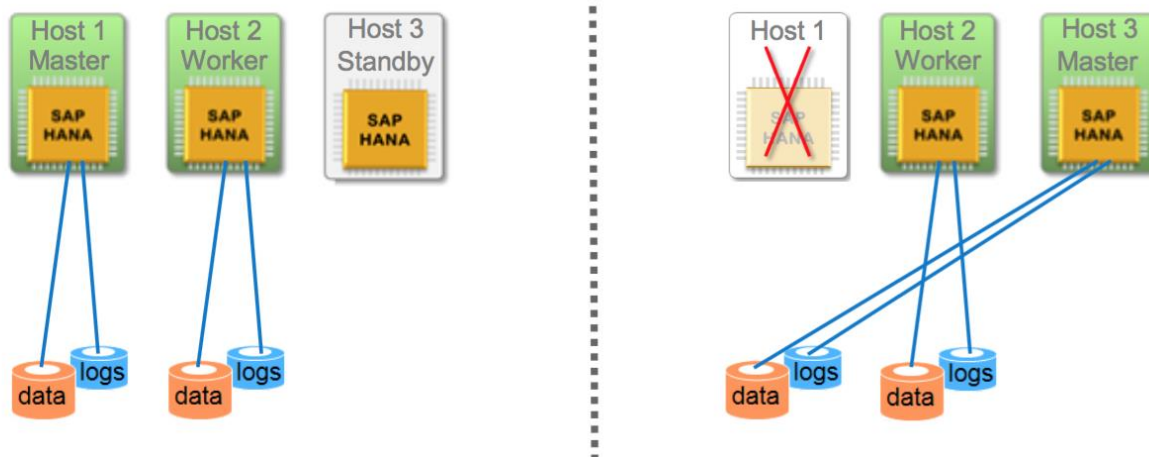 Host 1
Master
SAP
HANA
Host 2
Worker
SAP
HANA
Host 3
Standby
SAP
HANA
data
logs
data
logs
Host 1
SAP
HANA
Host 2
Worker
SAP
HANA
Host 3
Master
SAP
HANA
data
logs
data
logs